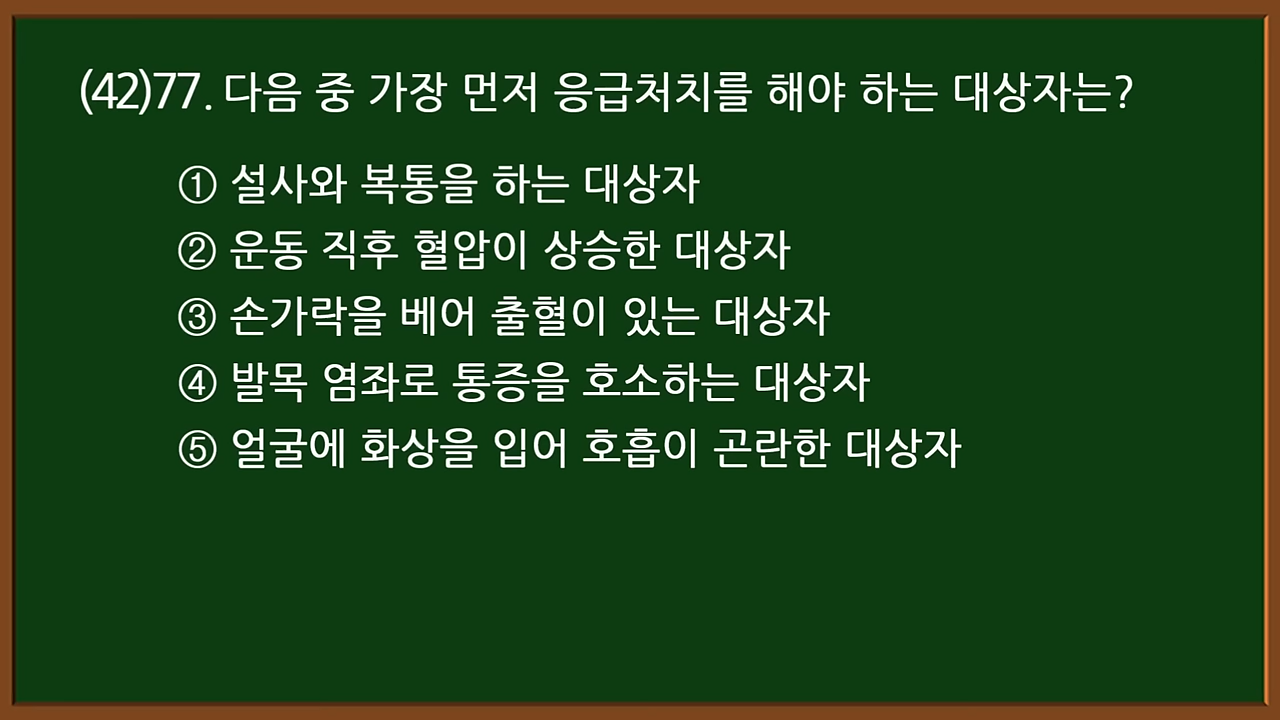 (42)77. 다음 중 가장 먼저 응급처치를 해야 하는 대상자는?
① 설사와 복통을 하는 대상자
② 운동 직후 혈압이 상승한 대상자
③ 손가락을 베어 출혈이 있는 대상자
④ 발목 염좌로 통증을 호소하는 대상자
⑤ 얼굴에 화상을 입어 호흡이 곤란한 대상자